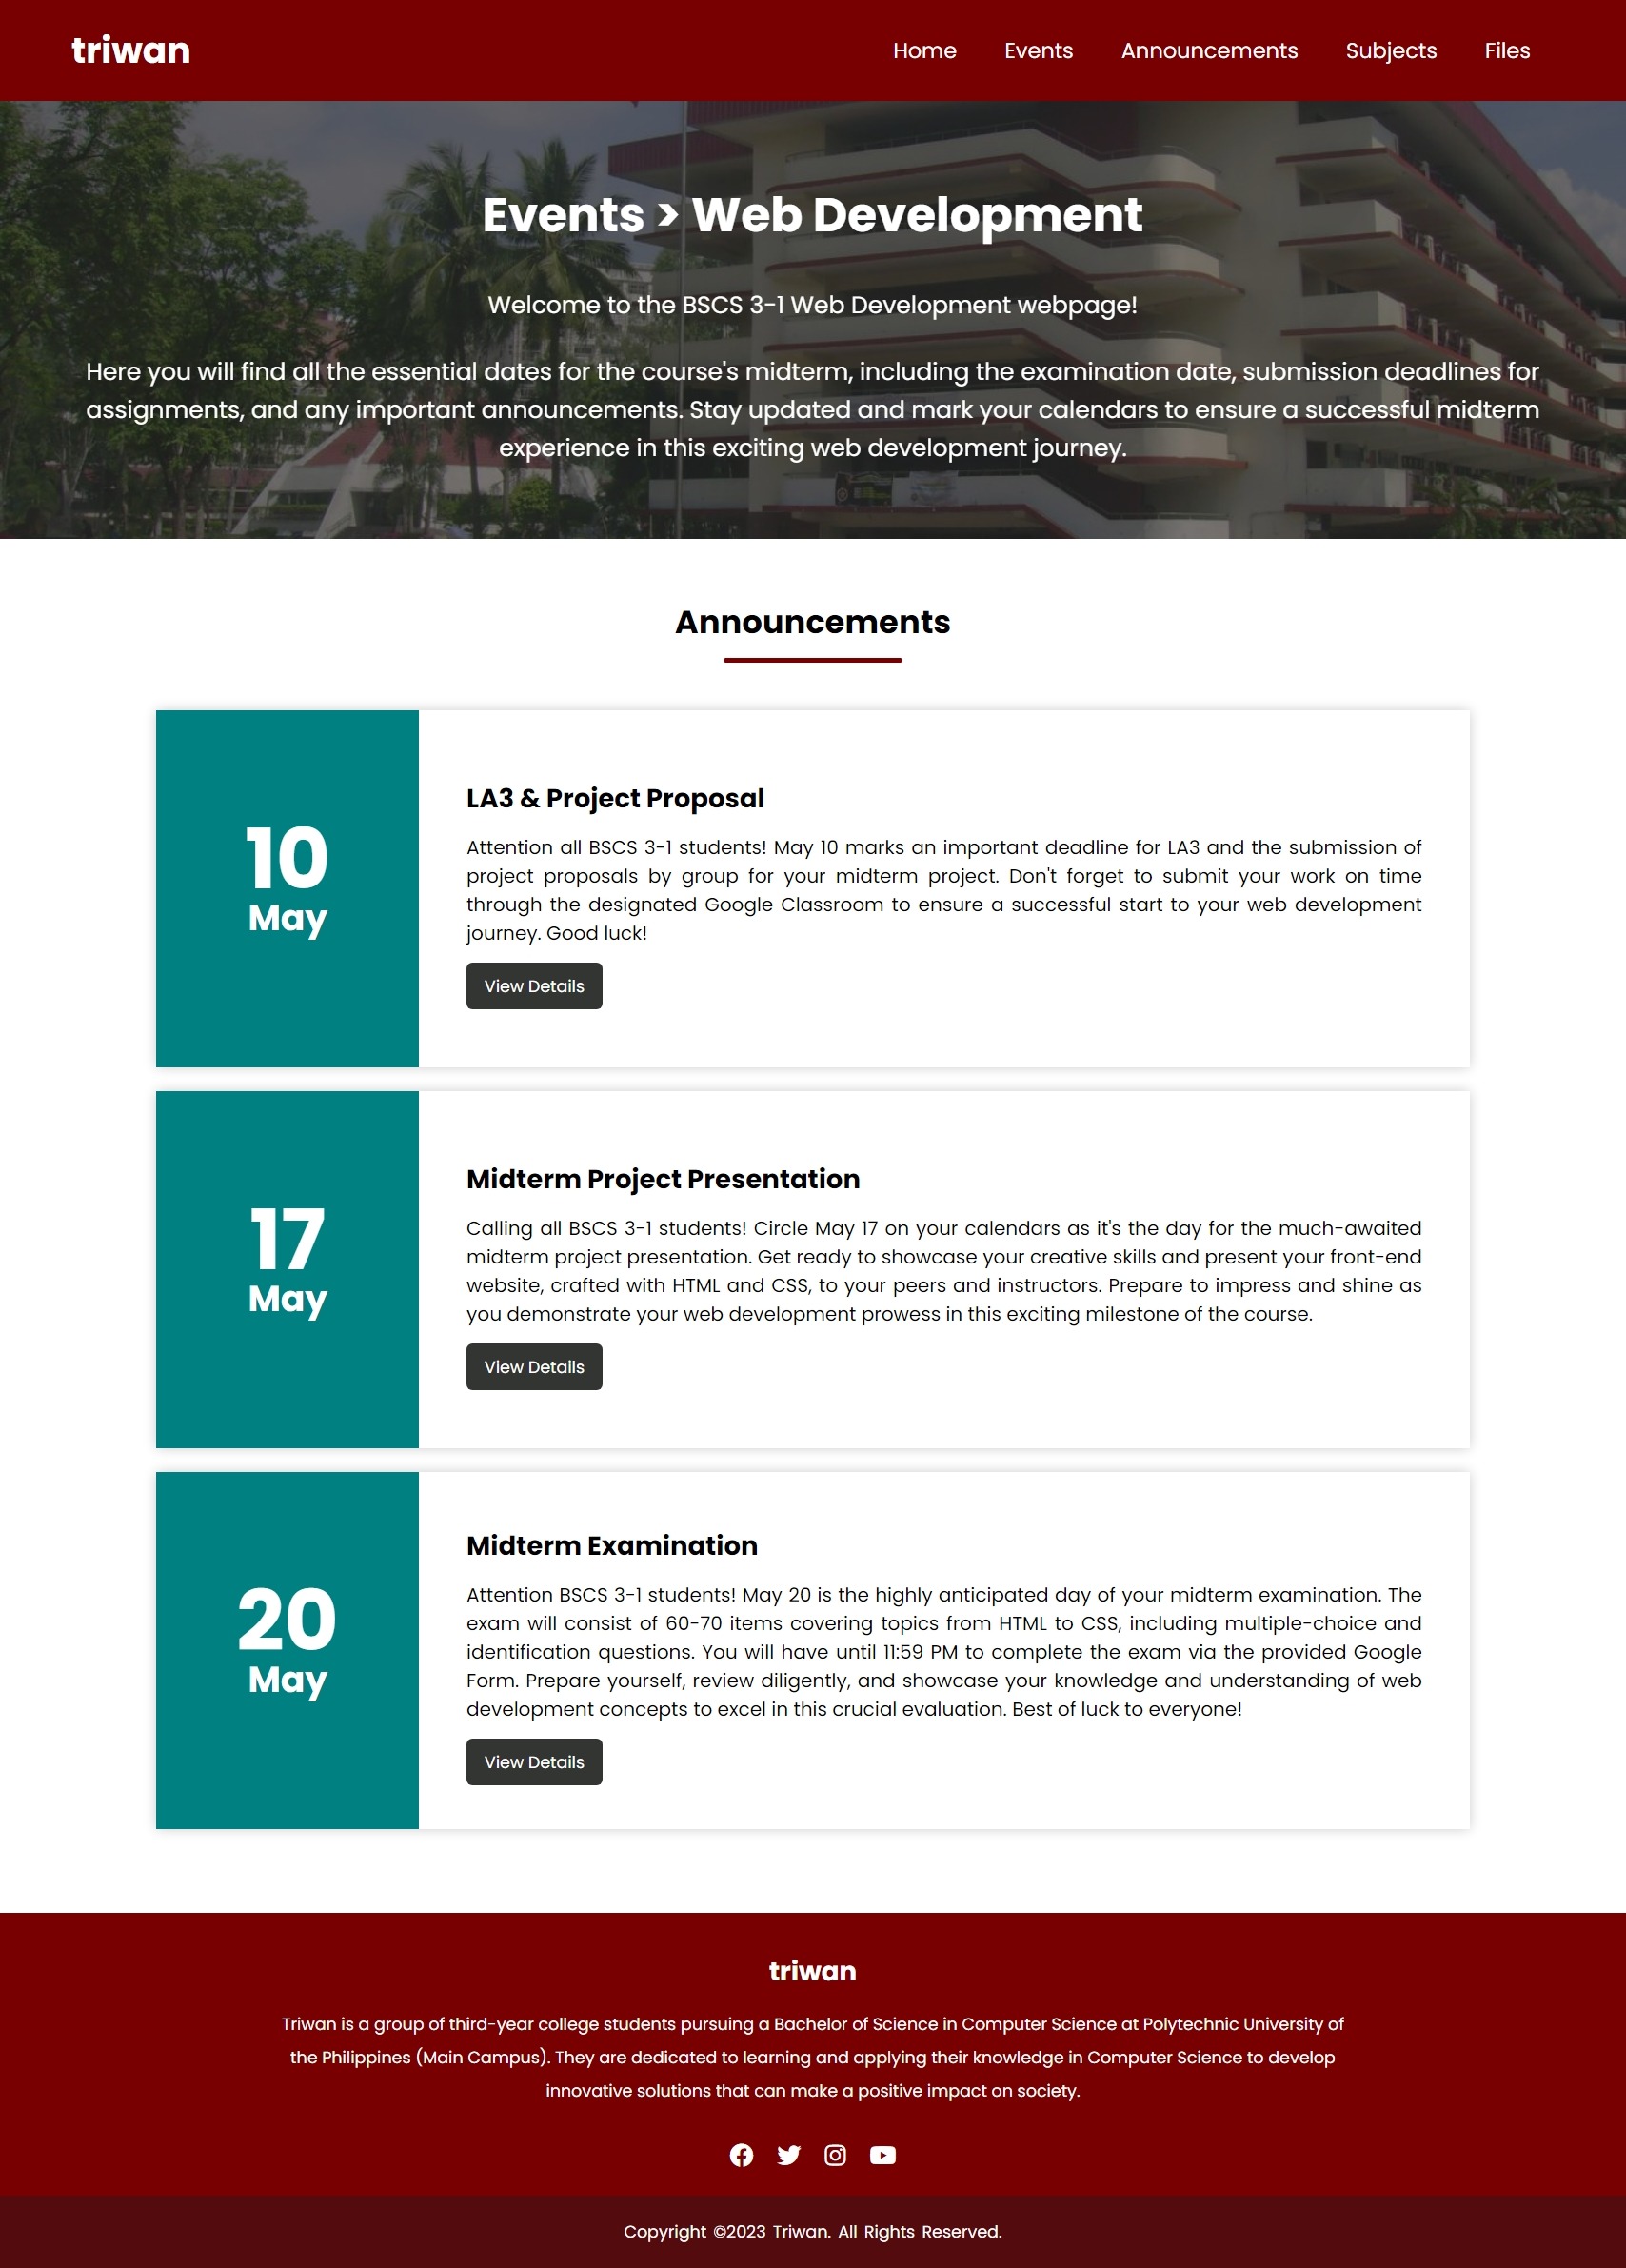 triwan
Home Events Announcements Subjects Files
Events > Web Development
Welcome to the BSCS 3-1 Web Development webpage!
Here you will find all the essential dates for the course's midterm, including the examination date, submission deadlines for
assignments, and any important announcements. Stay updated and mark your calendars to ensure a successful midterm
experience in this exciting web development journey.
Announcements
10
May
LA3 & Project Proposal
Attention all BSCS 3-1 students! May 10 marks an important deadline for LA3 and the submission of
project proposals by group for your midterm project. Don't forget to submit your work on time
through the designated Google Classroom to ensure a successful start to your web development
journey. Good luck!
View Details
17
May
Midterm Project Presentation
Calling all BSCS 3-1 students! Circle May 17 on your calendars as it's the day for the much-awaited
midterm project presentation. Get ready to showcase your creative skills and present your front-end
website, crafted with HTML and CSS, to your peers and instructors. Prepare to impress and shine as
you demonstrate your web development prowess in this exciting milestone of the course.
View Details
20
May
Midterm Examination
Attention BSCS 3-1 students! May 20 is the highly anticipated day of your midterm examination. The
exam will consist of 60-70 items covering topics from HTML to CSS, including multiple-choice and
identification questions. You will have until 11:59 PM to complete the exam via the provided Google
Form. Prepare yourself, review diligently, and showcase your knowledge and understanding of web
development concepts to excel in this crucial evaluation. Best of luck to everyone!
View Details
triwan
Triwan is a group of third-year college students pursuing a Bachelor of Science in Computer Science at Polytechnic University of
the Philippines (Main Campus). They are dedicated to learning and applying their knowledge in Computer Science to develop
innovative solutions that can make a positive impact on society.
Copyright ©2023 Triwan. All Rights Reserved.